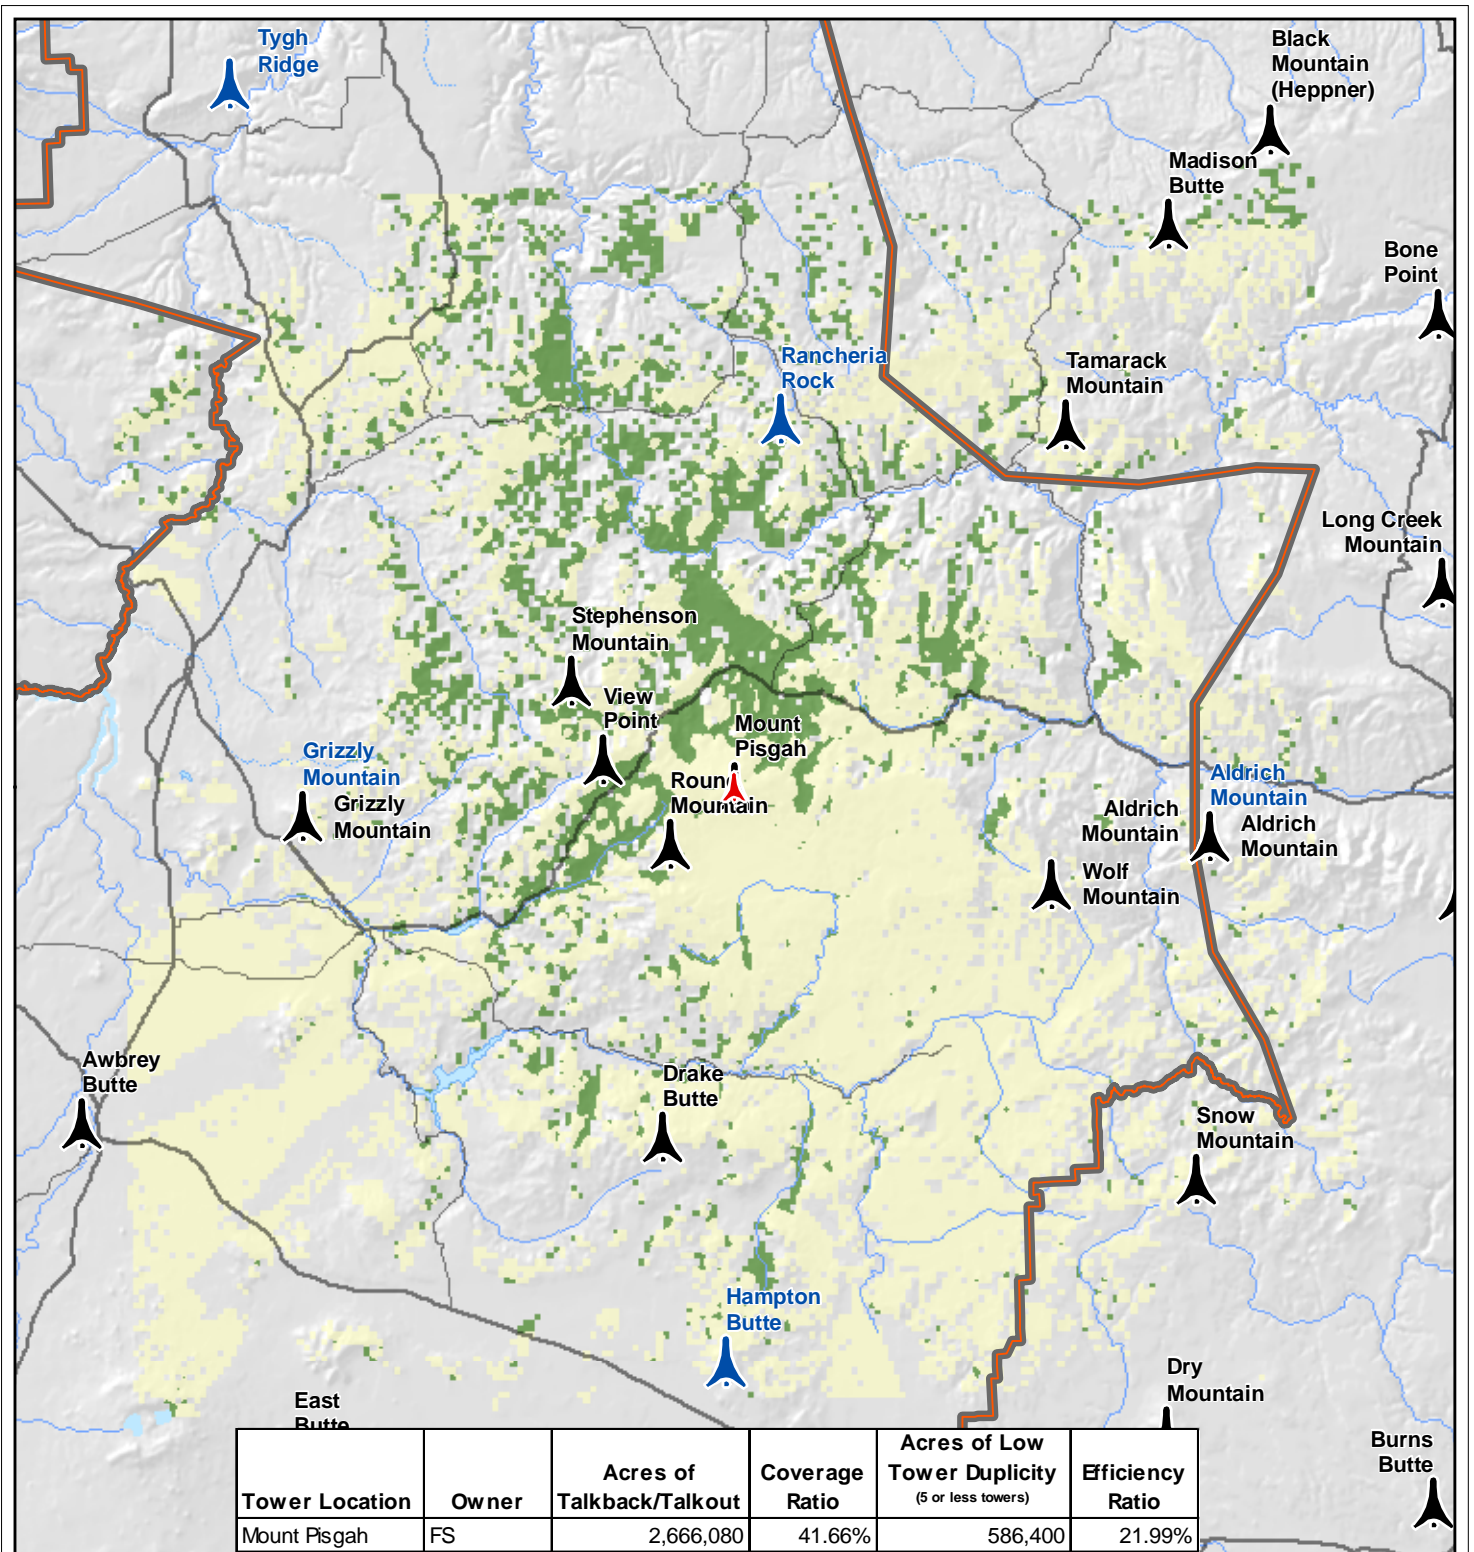 Tygh
Ridge
Black
Mountain
(Heppner)
Madison
Butte
Bone
Point
Rancheria
Rock
Tamarack
Mountain
Long Creek
Mountain
Stephenson
Mountain
View
Point
Mount
Pisgah
Grizzly
Mountain
Grizzly
Mountain
Round
Mountain
Aldrich
Mountain
Aldrich
Mountain
Aldrich
Mountain
Wolf
Mountain
Awbrey
Butte
Drake
Butte
Snow
Mountain
Hampton
Butte
Dry
Mountain
East
Butte
Burns
Butte
Tower Location Owner Acres of Talkback/Talkout Coverage Ratio Acres of Low Tower Duplicity (5 or less towers) Efficiency Ratio
Mount Pisgah FS 2,666,080 41.66% 586,400 21.99%